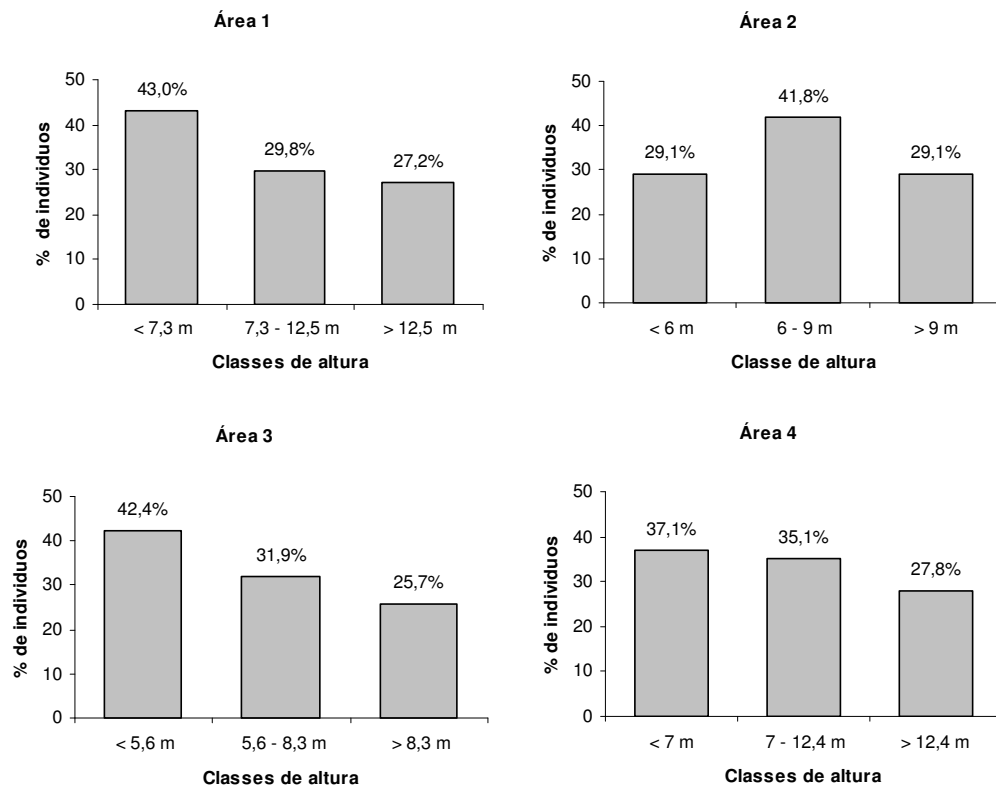 Área 1
50
40
30
20
10
0
% de individuos
43,0%
29,8%
27,2%
< 7,3 m
7,3 - 12,5 m
> 12,5 m
Classes de altura
Área 2
50
40
30
20
10
0
% de individuos
29,1%
41,8%
29,1%
< 6 m
6 - 9 m
> 9 m
Classe de altura
Área 3
50
40
30
20
10
0
% de individuos
42,4%
31,9%
25,7%
< 5,6 m
5,6 - 8,3 m
> 8,3 m
Classes de altura
Área 4
50
40
30
20
10
0
% de individuos
37,1%
35,1%
27,8%
< 7 m
7 - 12,4 m
> 12,4 m
Classes de altura